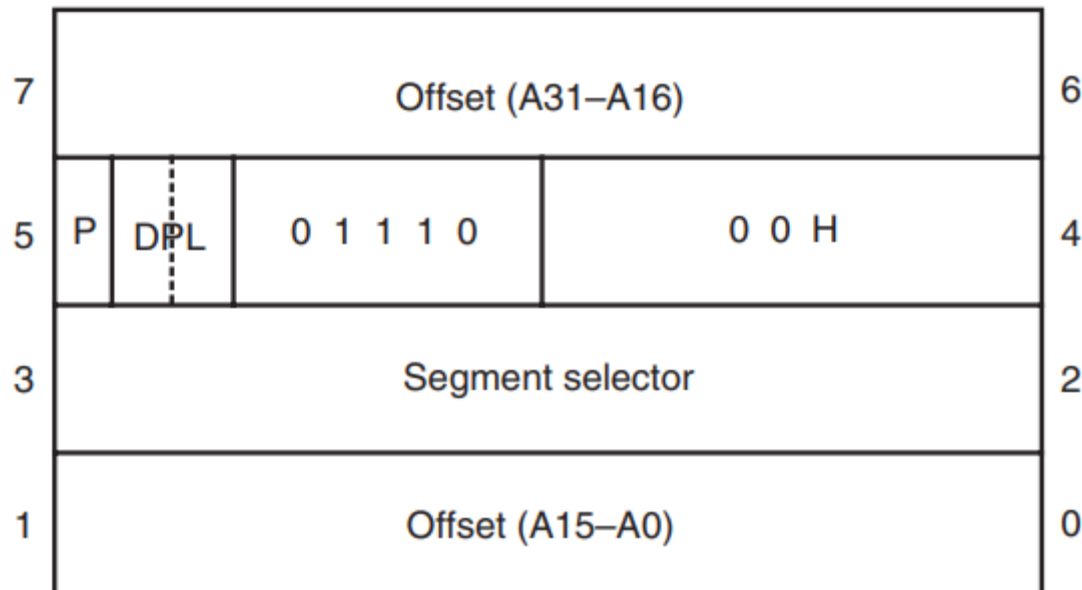 7 Offset (A31–A16) 6
5 P DPL 0 1 1 1 0 0 0 H 4
3 Segment selector 2
1 Offset (A15–A0) 0